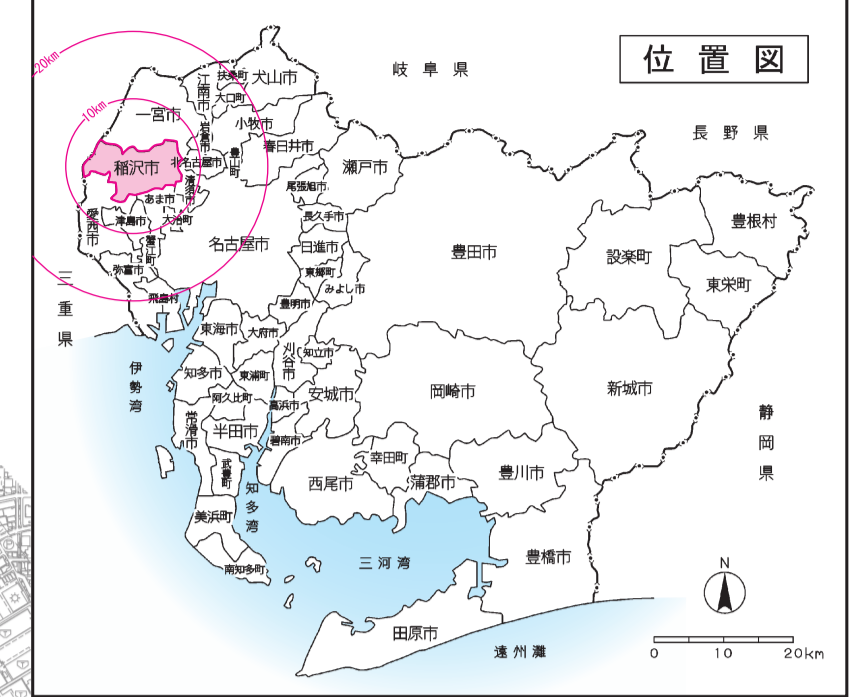 位置図
20km
10km
岐阜県
長野県
静岡県
三重県
伊勢湾
知多湾
三河湾
遠州灘
犬山市
扶桑町
江南市
大口町
一宮市
岩倉市
小牧市
春日井市
豊山町
北名古屋市
稲沢市
清須市
あま市
瀬戸市
尾張旭市
長久手市
愛西市
津島市
大治町
蟹江町
名古屋市
日進市
東郷町
みよし市
弥富市
飛島村
豊明市
豊田市
設楽町
豊根村
東栄町
東海市
大府市
刈谷市
知立市
知多市
東浦町
安城市
岡崎市
新城市
阿久比町
高浜市
常滑市
半田市
碧南市
武豊町
西尾市
幸田町
蒲郡市
豊川市
美浜町
南知多町
豊橋市
田原市
N
0 10 20km